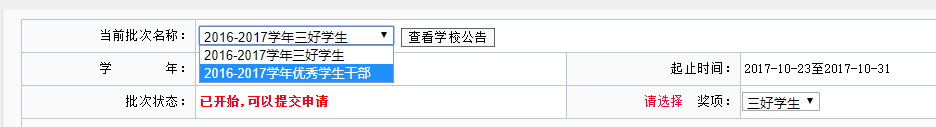 当前批次名称： 2016-2017学年三好学生 查看学校公告
2016-2017学年三好学生
学 年： 2016-2017学年优秀学生干部 起止时间： 2017-10-23至2017-10-31
批次状态： 已开始,可以提交申请 请选择 奖项： 三好学生